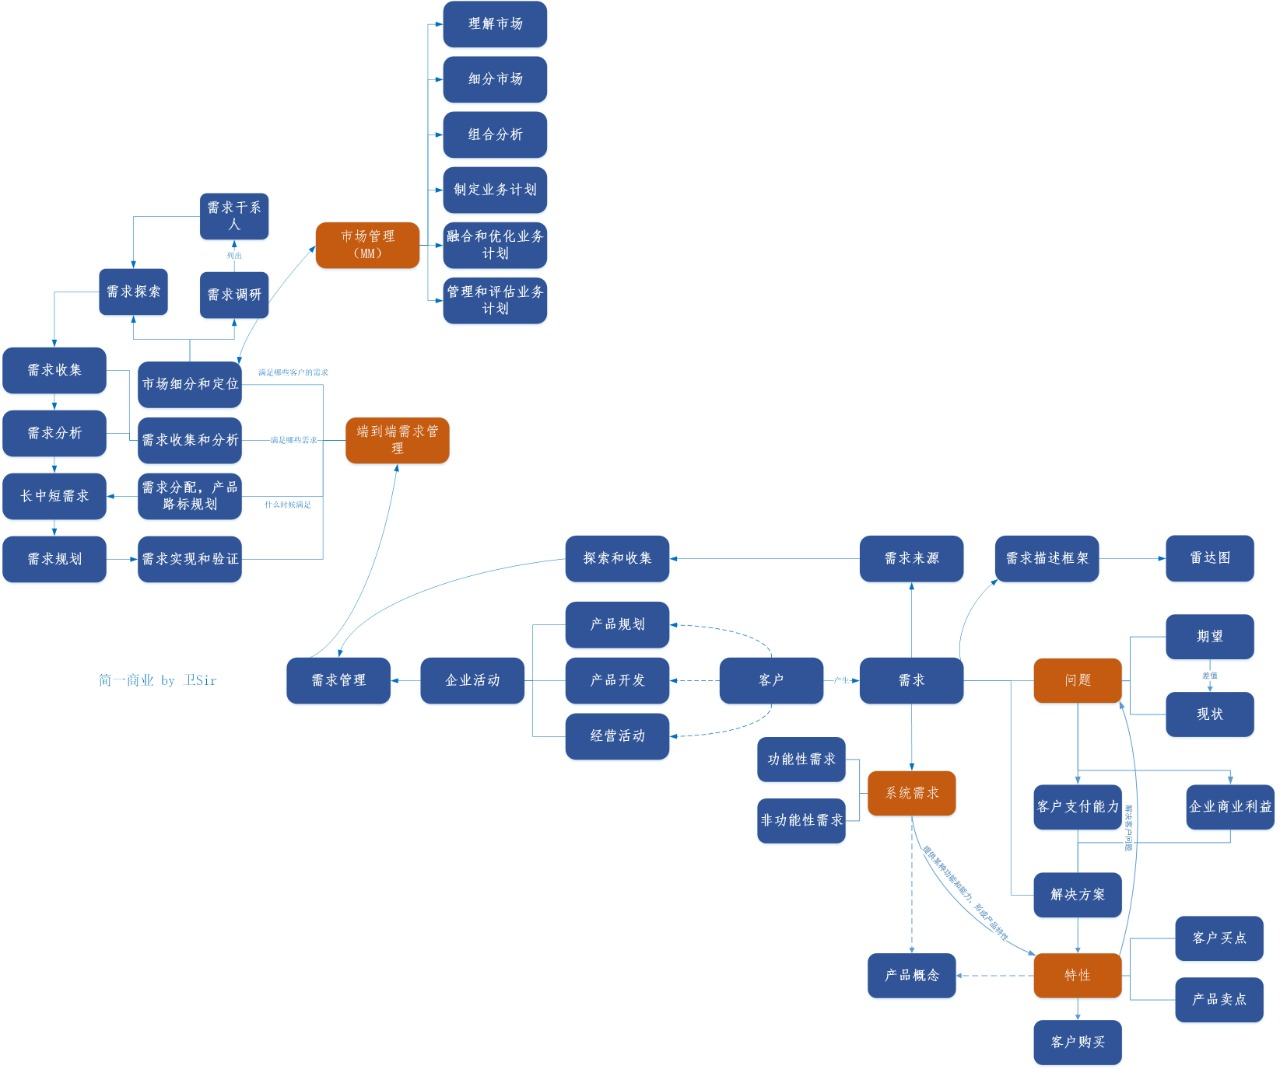 理解市场
细分市场
组合分析
制定业务计划
融合和优化业务
计划
管理和评估业务
计划
市场管理
(MM)
需求干系
人
列出
需求探索
需求调研
需求收集
市场细分和定位
满足哪些客户的需求
需求分析
需求收集和分析
满足哪些需求
端到端需求管
理
长中短需求
需求分配，产品
路标规划
什么时候满足
需求规划
需求实现和验证
探索和收集
需求来源
需求描述框架
雷达图
产品规划
期望
差值
现状
简一商业 by 卫Sir
需求管理
企业活动
产品开发
客户
产生
需求
问题
经营活动
功能性需求
非功能性需求
系统需求
客户支付能力
企业商业利益
解决客户问题
提供某种功能和能力，形成产品特性
解决方案
客户买点
产品概念
特性
产品卖点
客户购买